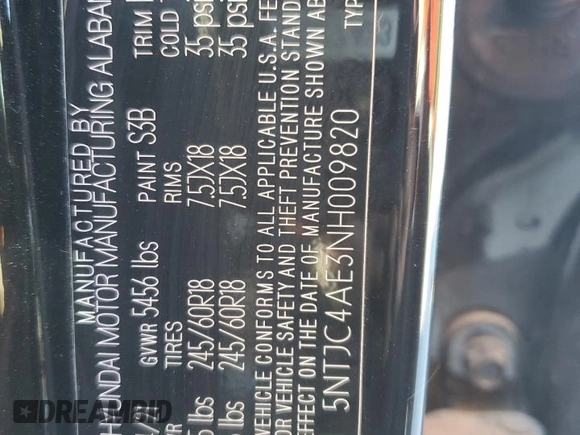 MANUFACTURED BY
HYUNDAI MOTOR MANUFACTURING ALABAM
GVWR 5456 lbs PAINT S3B TRIM
TIRES RIMS COLD
245/60R18 7.5JX18 35 psi
lbs 245/60R18 7.5JX18 35 psi
VEHICLE CONFORMS TO ALL APPLICABLE U.S.A. FE
VEHICLE SAFETY AND THEFT PREVENTION STAND
EFFECT ON THE DATE OF MANUFACTURE SHOWN AB
5NTJC4AE3NH009820 TYP
DREAMBID